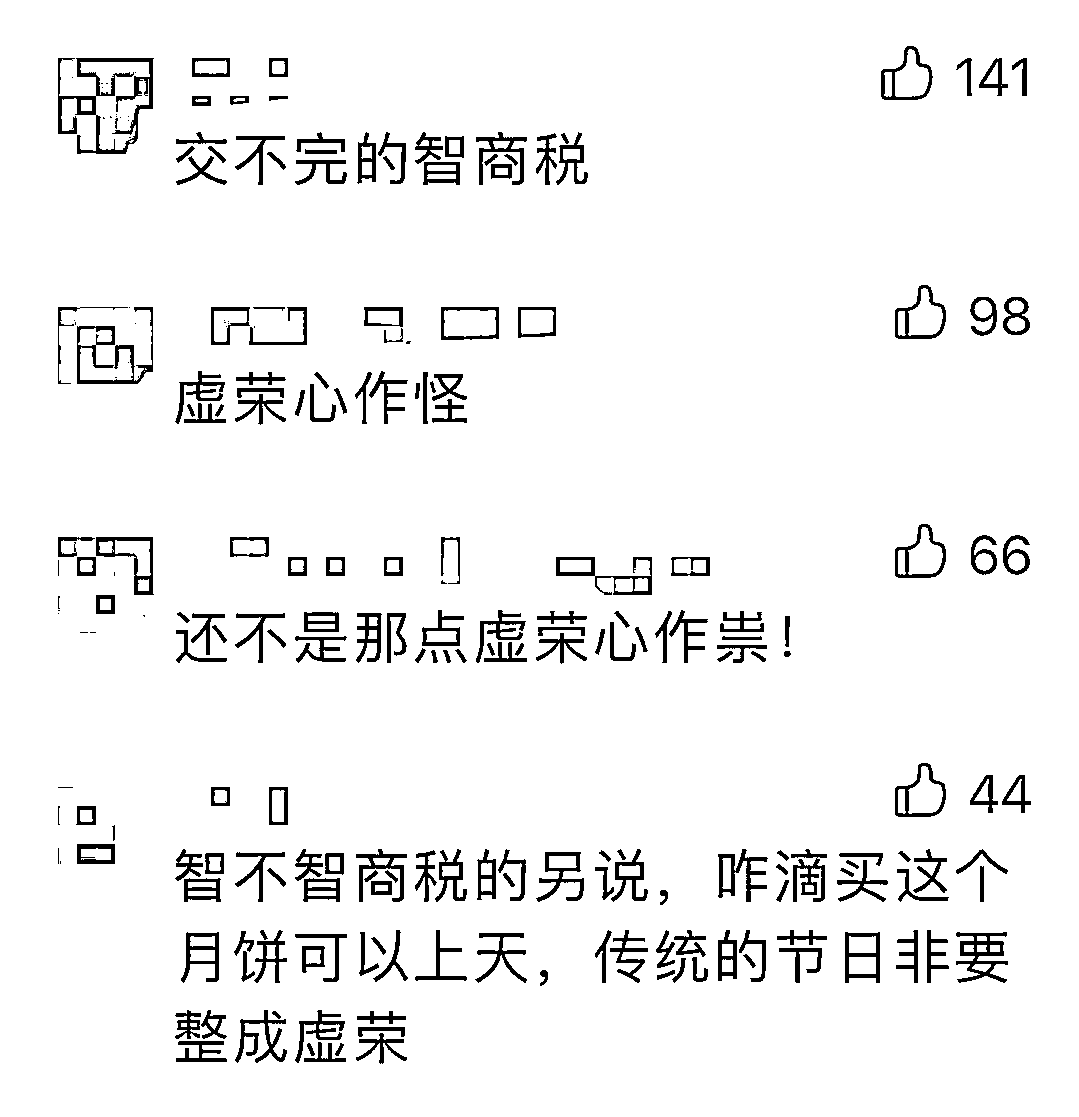 141
交不完的智商税
98
虚荣心作怪
66
还不是那点虚荣心作祟！
44
智不智商税的另说，咋滴买这个
月饼可以上天，传统的节日非要
整成虚荣